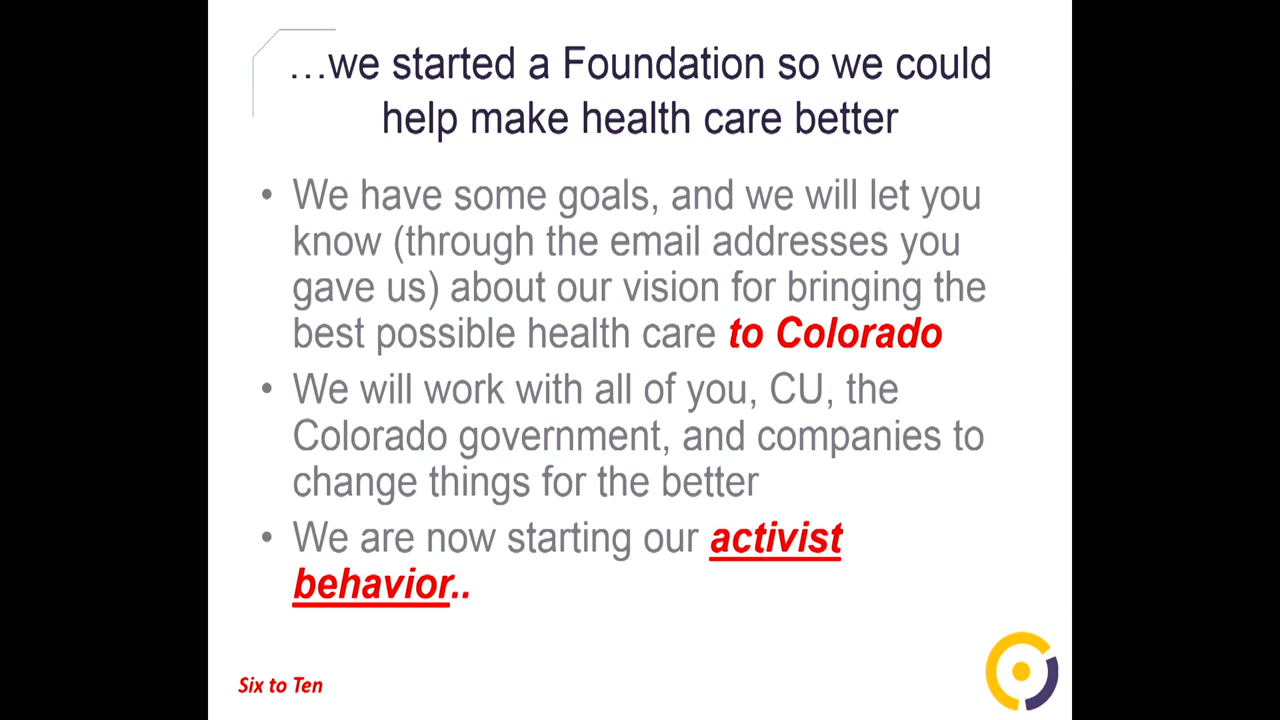 …we started a Foundation so we could
help make health care better
• We have some goals, and we will let you
know (through the email addresses you
gave us) about our vision for bringing the
best possible health care to Colorado
• We will work with all of you, CU, the
Colorado government, and companies to
change things for the better
• We are now starting our activist
behavior..
Six to Ten